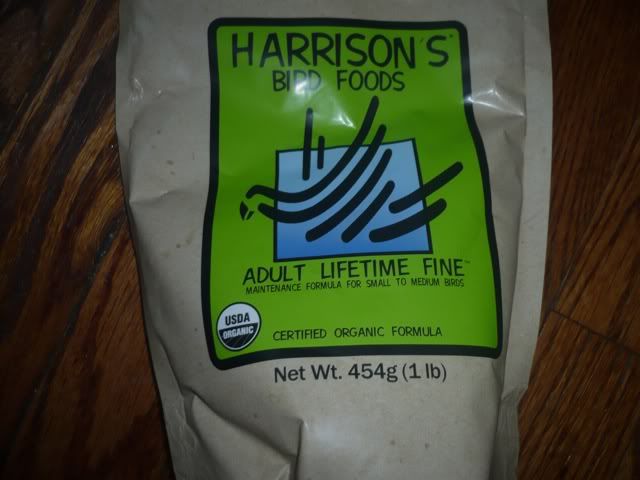 HARRISON'S
BIRD FOODS
ADULT LIFETIME FINE™
MAINTENANCE FORMULA FOR SMALL TO MEDIUM BIRDS
USDA
ORGANIC
CERTIFIED ORGANIC FORMULA
Net Wt. 454g (1 lb)